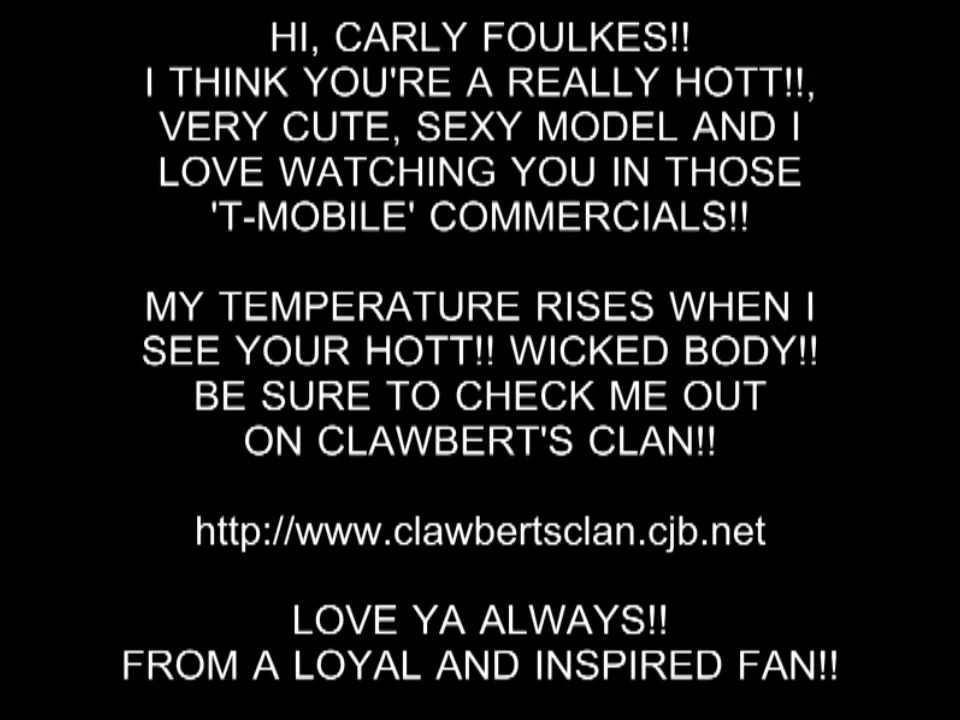 HI, CARLY FOULKES!!
I THINK YOU'RE A REALLY HOTT!!,
VERY CUTE, SEXY MODEL AND I
LOVE WATCHING YOU IN THOSE
'T-MOBILE' COMMERCIALS!!
MY TEMPERATURE RISES WHEN I
SEE YOUR HOTT!! WICKED BODY!!
BE SURE TO CHECK ME OUT
ON CLAWBERT'S CLAN!!
http://www.clawbertsclan.cjb.net
LOVE YA ALWAYS!!
FROM A LOYAL AND INSPIRED FAN!!